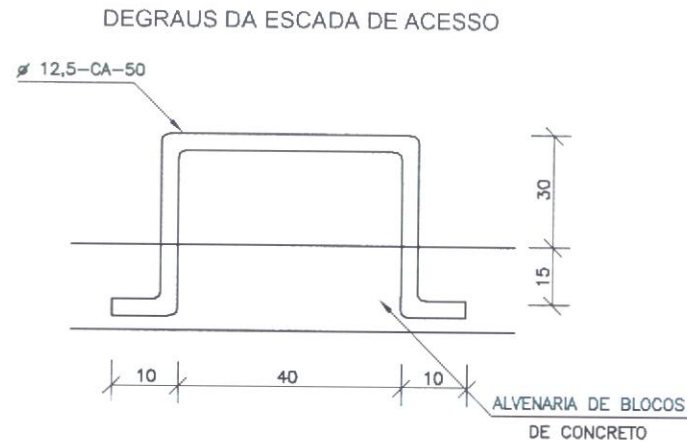 DEGRAUS DA ESCADA DE ACESSO
ø 12,5-CA-50
30
15
10
40
10
ALVENARIA DE BLOCOS
DE CONCRETO